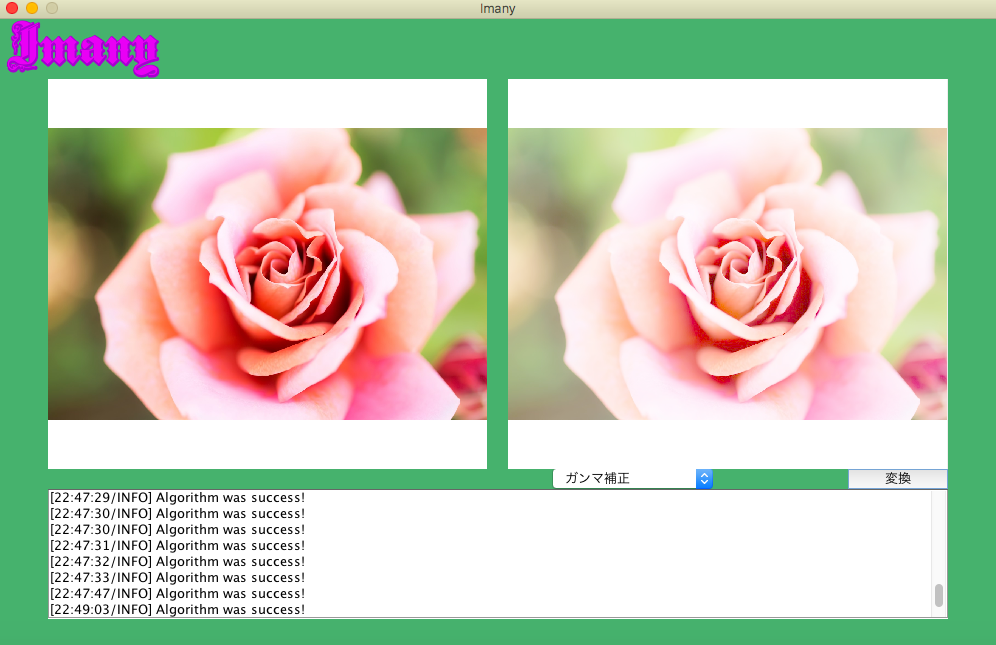 Imany
Imany
ガンマ補正
変換
[22:47:29/INFO] Algorithm was success!
[22:47:30/INFO] Algorithm was success!
[22:47:30/INFO] Algorithm was success!
[22:47:31/INFO] Algorithm was success!
[22:47:32/INFO] Algorithm was success!
[22:47:33/INFO] Algorithm was success!
[22:47:47/INFO] Algorithm was success!
[22:49:03/INFO] Algorithm was success!